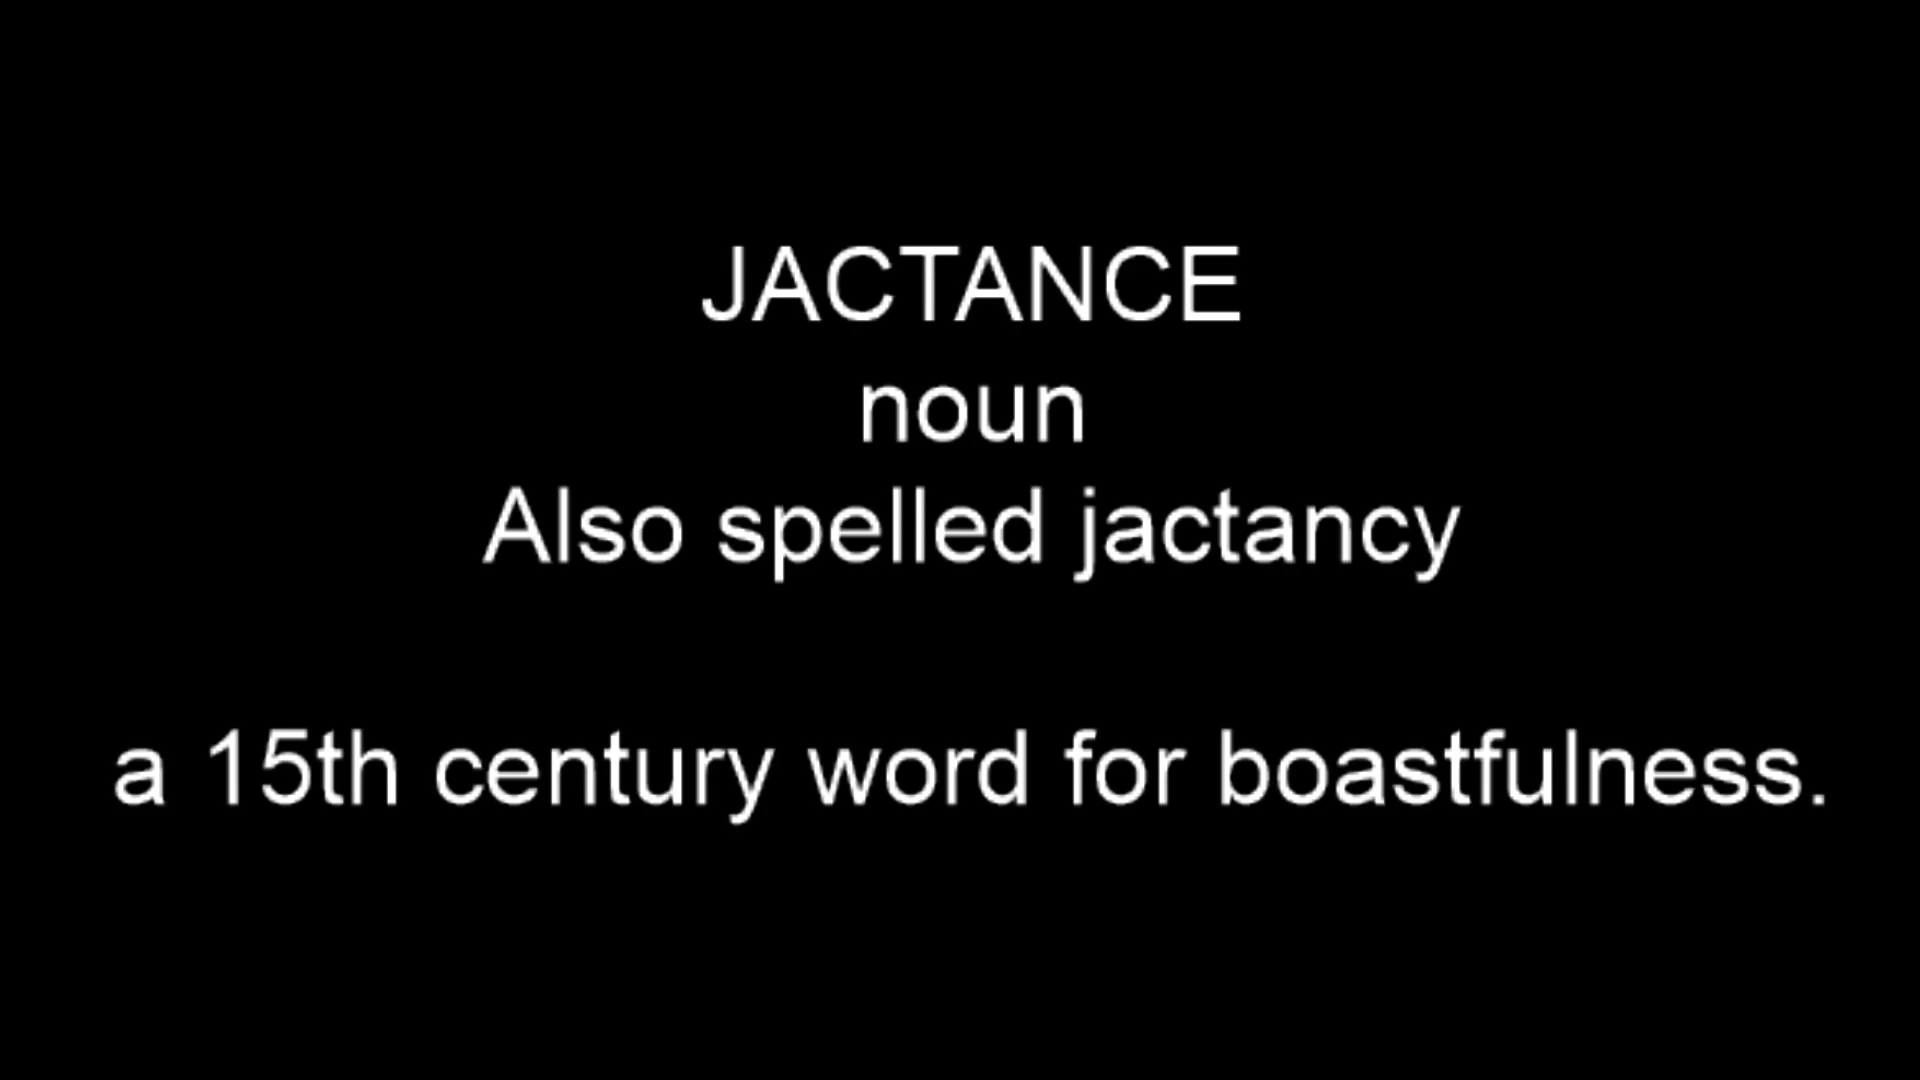 JACTANCE
noun
Also spelled jactancy
a 15th century word for boastfulness.